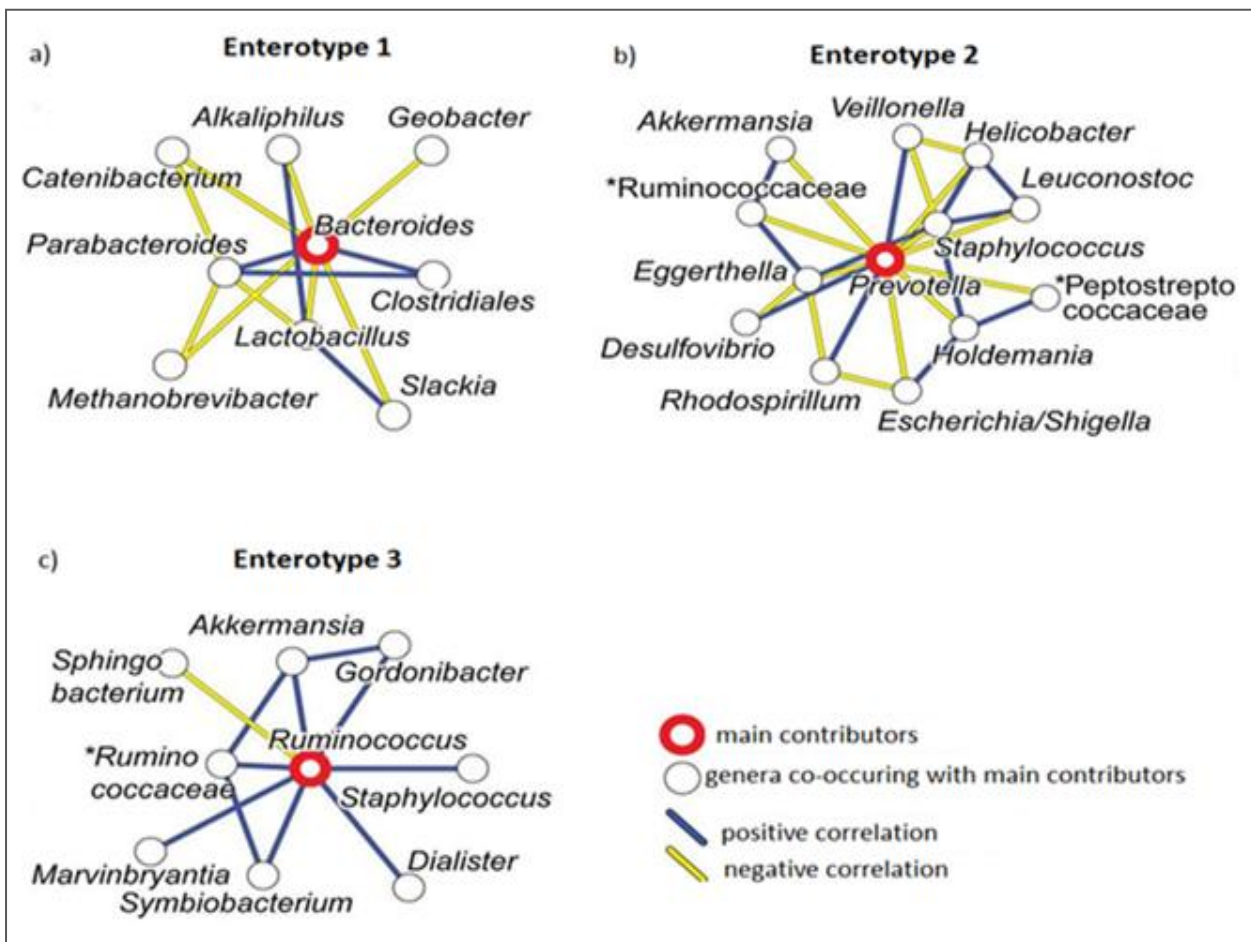 a)
Enterotype 1
Alkaliphilus
Geobacter
Catenibacterium
Bacteroides
Parabacteroides
Clostridiales
Lactobacillus
Methanobrevibacter
Slackia
b)
Enterotype 2
Veillonella
Akkermansia
Helicobacter
*Ruminococcaceae
Leuconostoc
Staphylococcus
Eggerthella
Prevotella
*Peptostrepto
coccaceae
Desulfovibrio
Holdemania
Rhodospirillum
Escherichia/Shigella
c)
Enterotype 3
Akkermansia
Sphingo
bacterium
Gordonibacter
Ruminococcus
*Rumino
coccaceae
Staphylococcus
Marvinbryantia
Dialister
Symbiobacterium
main contributors
genera co-occuring with main contributors
positive correlation
negative correlation